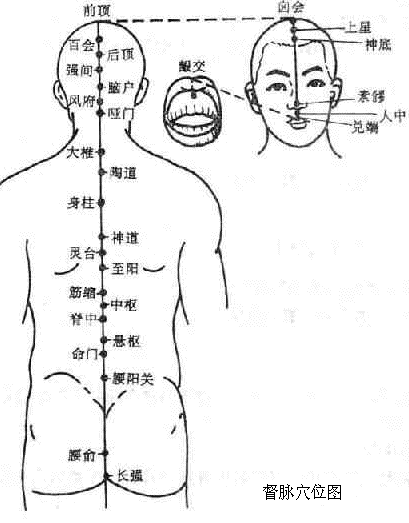 前顶
百会
后顶
强间
脑户
风府
哑门
大椎
陶道
身柱
神道
灵台
至阳
筋缩
中枢
脊中
悬枢
命门
腰阳关
腰俞
长强
龈交
囟会
上星
神底
素髎
人中
兑端
督脉穴位图